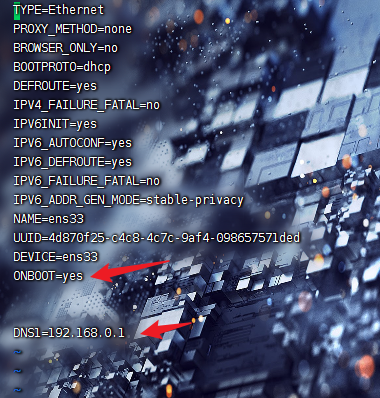 TYPE=Ethernet
PROXY_METHOD=none
BROWSER_ONLY=no
BOOTPROTO=dhcp
DEFROUTE=yes
IPV4_FAILURE_FATAL=no
IPV6INIT=yes
IPV6_AUTOCONF=yes
IPV6_DEFROUTE=yes
IPV6_FAILURE_FATAL=no
IPV6_ADDR_GEN_MODE=stable-privacy
NAME=ens33
UUID=4d870f25-c4c8-4c7c-9af4-098657571ded
DEVICE=ens33
ONBOOT=yes
DNS1=192.168.0.1
~
~
~